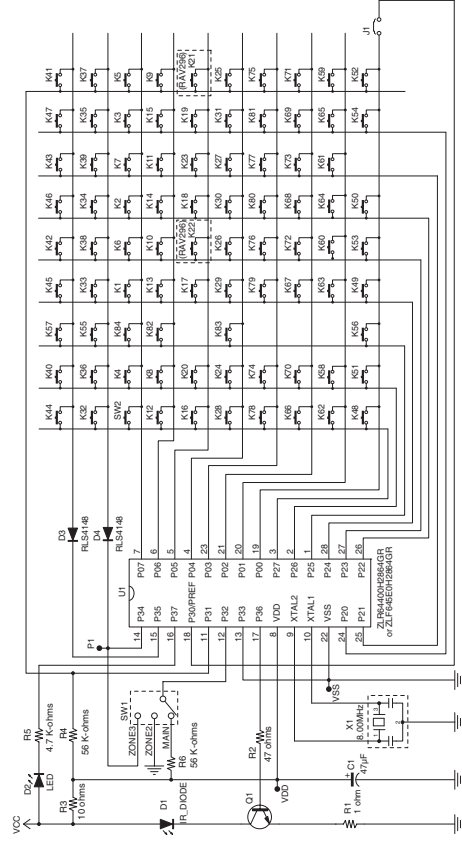 VCC
D2
LED
R5
4.7 K-ohms
R3
10 ohms
R4
56 K-ohms
P1
D3
RLS4148
D4
RLS4148
D1
IR_DIODE
SW1
ZONE3
ZONE2
MAIN
R6
56 K-ohms
Q1
R2
47 ohms
VDD
VSS
R1
1 ohm
C1
47µF
X1
8.00MHz
1
3
2
U1
14 P34 P07 7
15 P35 P06 6
16 P37 P05 5
18 P30/PREF P04 4
11 P31 P03 23
12 P32 P02 21
13 P33 P01 20
17 P36 P00 19
8 VDD P27 3
9 XTAL2 P26 2
10 XTAL1 P25 1
22 VSS P24 28
24 P20 P23 27
25 P21 P22 26
ZLR64400H2864GR
or ZLF645E0H2864GR
K44 K40 K57 K45 K42 K46 K43 K47 K41
K32 K36 K55 K33 K38 K34 K39 K35 K37
SW2 K4 K84 K1 K6 K2 K7 K3 K5
K12 K8 K82 K13 K10 K14 K11 K15 K9
(RAV296) (RAV296)
K16 K20 K17 K22 K18 K23 K19 K21
K28 K24 K83 K29 K26 K30 K27 K31 K25
K78 K74 K79 K76 K80 K77 K81 K75
K66 K70 K67 K72 K68 K73 K69 K71
K62 K58 K63 K60 K64 K61 K65 K59
K48 K51 K56 K49 K53 K50 K54 K52
J1